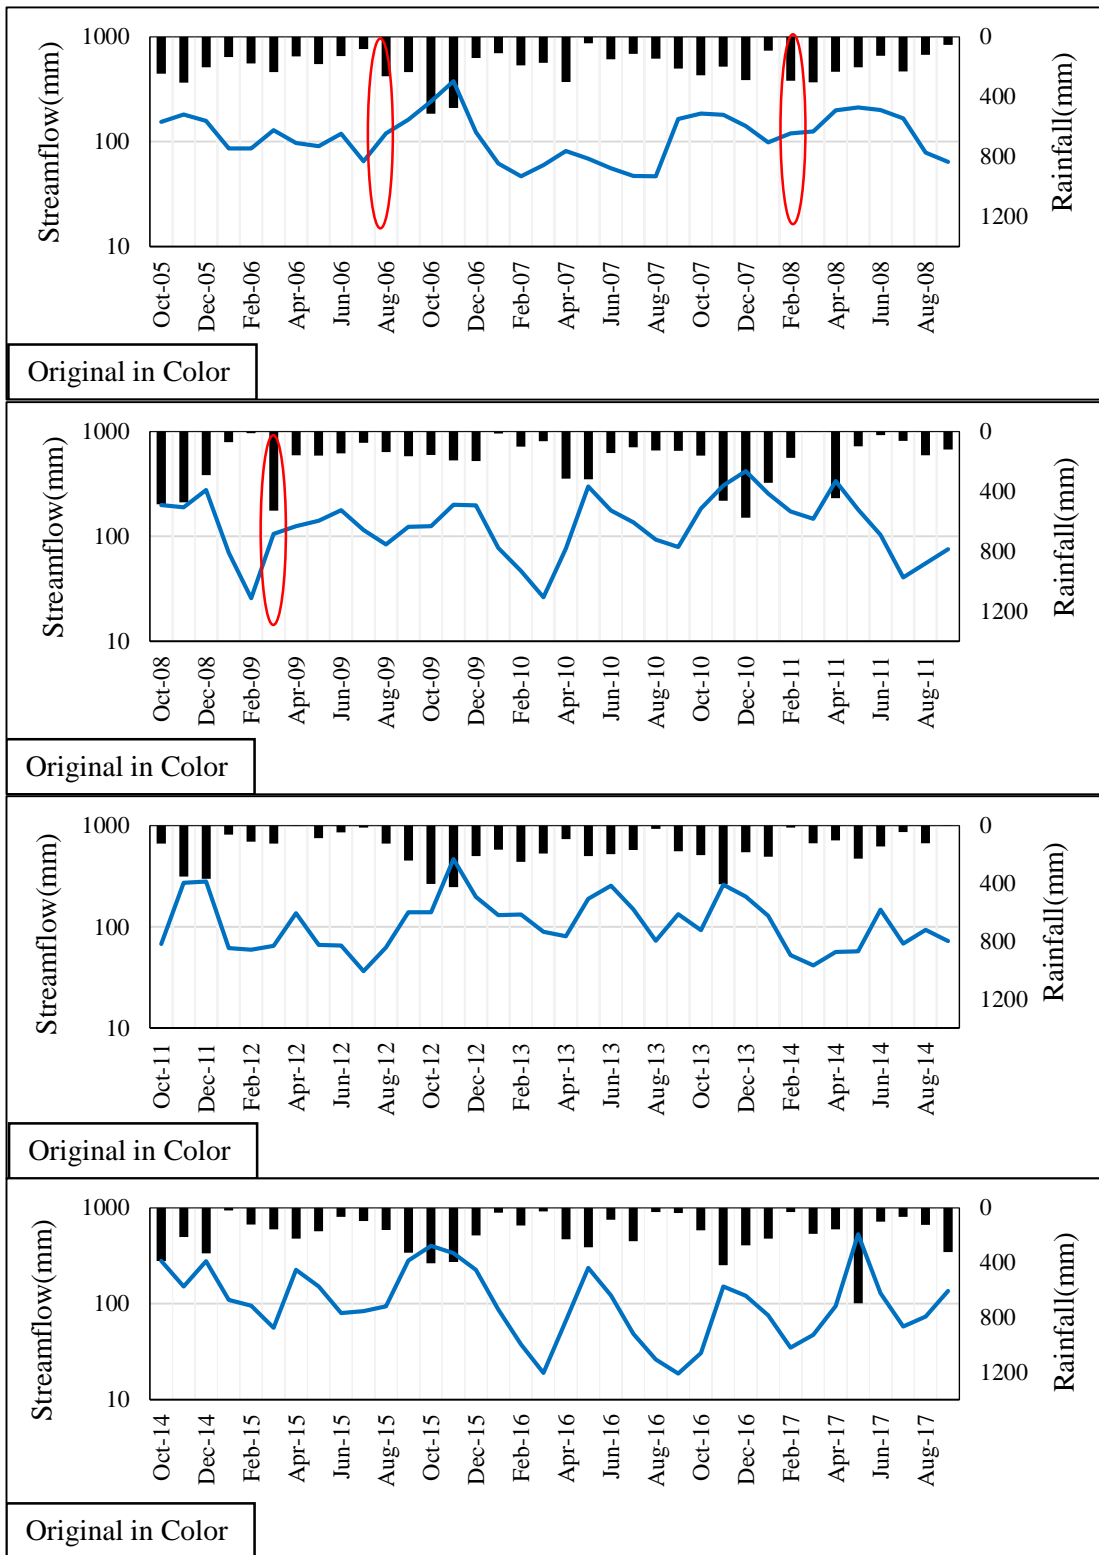 1000
100
10
Streamflow(mm)
0
400
800
1200
Rainfall(mm)
Oct-05
Dec-05
Feb-06
Apr-06
Jun-06
Aug-06
Oct-06
Dec-06
Feb-07
Apr-07
Jun-07
Aug-07
Oct-07
Dec-07
Feb-08
Apr-08
Jun-08
Aug-08
Original in Color
1000
100
10
Streamflow(mm)
0
400
800
1200
Rainfall(mm)
Oct-08
Dec-08
Feb-09
Apr-09
Jun-09
Aug-09
Oct-09
Dec-09
Feb-10
Apr-10
Jun-10
Aug-10
Oct-10
Dec-10
Feb-11
Apr-11
Jun-11
Aug-11
Original in Color
1000
100
10
Streamflow(mm)
0
400
800
1200
Rainfall(mm)
Oct-11
Dec-11
Feb-12
Apr-12
Jun-12
Aug-12
Oct-12
Dec-12
Feb-13
Apr-13
Jun-13
Aug-13
Oct-13
Dec-13
Feb-14
Apr-14
Jun-14
Aug-14
Original in Color
1000
100
10
Streamflow(mm)
0
400
800
1200
Rainfall(mm)
Oct-14
Dec-14
Feb-15
Apr-15
Jun-15
Aug-15
Oct-15
Dec-15
Feb-16
Apr-16
Jun-16
Aug-16
Oct-16
Dec-16
Feb-17
Apr-17
Jun-17
Aug-17
Original in Color